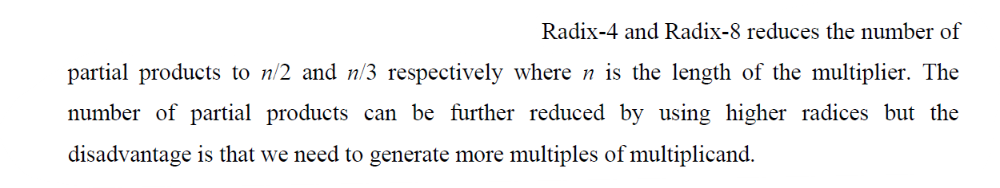 Radix-4 and Radix-8 reduces the number of
partial products to n/2 and n/3 respectively where n is the length of the multiplier. The
number of partial products can be further reduced by using higher radices but the
disadvantage is that we need to generate more multiples of multiplicand.